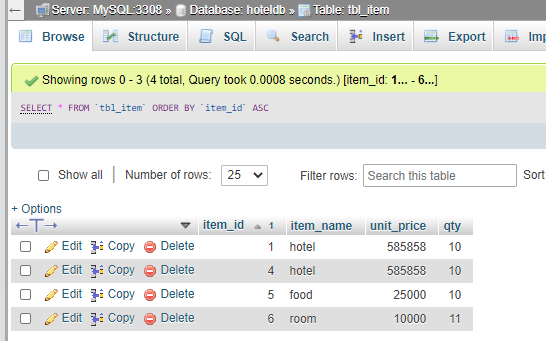 Server: MySQL:3308 » Database: hoteldb » Table: tbl_item
Browse Structure SQL Search Insert Export Imp
Showing rows 0 - 3 (4 total, Query took 0.0008 seconds.) [item_id: 1... - 6...]
SELECT * FROM `tbl_item` ORDER BY `item_id` ASC
Show all Number of rows: 25 Filter rows: Search this table Sort
+ Options
←T→ item_id 1 item_name unit_price qty
Edit Copy Delete 1 hotel 585858 10
Edit Copy Delete 4 hotel 585858 10
Edit Copy Delete 5 food 25000 10
Edit Copy Delete 6 room 10000 11